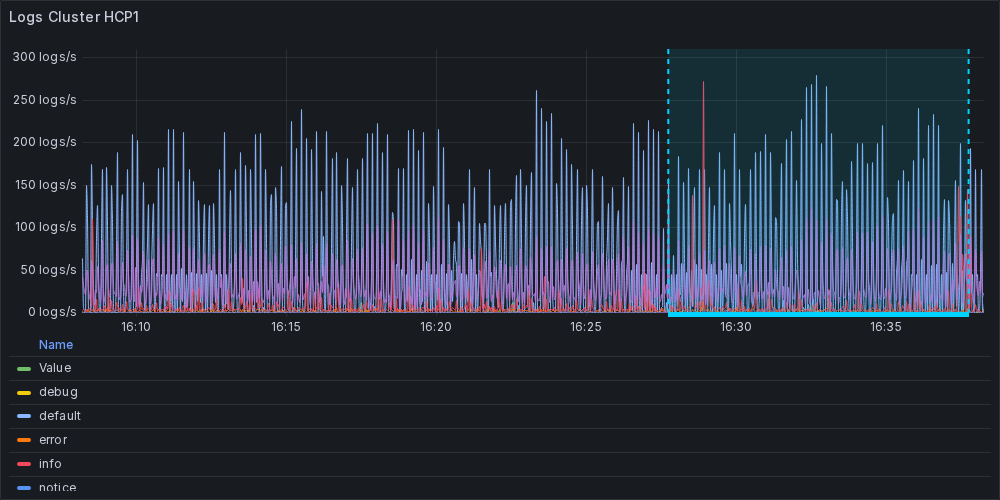 Logs Cluster HCP1
300 logs/s
250 logs/s
200 logs/s
150 logs/s
100 logs/s
50 logs/s
0 logs/s
16:10 16:15 16:20 16:25 16:30 16:35
Name
Value
debug
default
error
info
notice